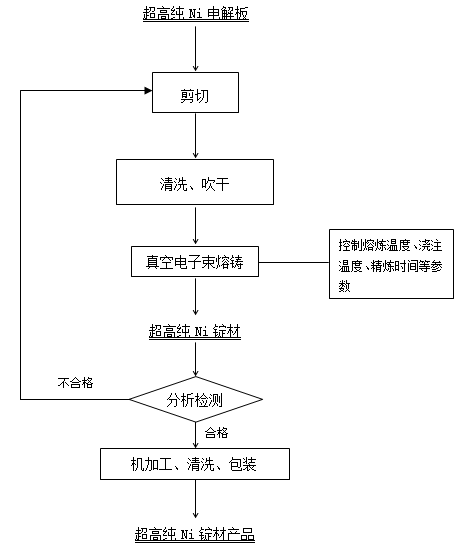 超高纯 Ni 电解板
剪切
清洗、吹干
真空电子束熔铸
控制熔炼温度、浇注
温度、精炼时间等参
数
超高纯 Ni 锭材
不合格
分析检测
合格
机加工、清洗、包装
超高纯 Ni 锭材产品